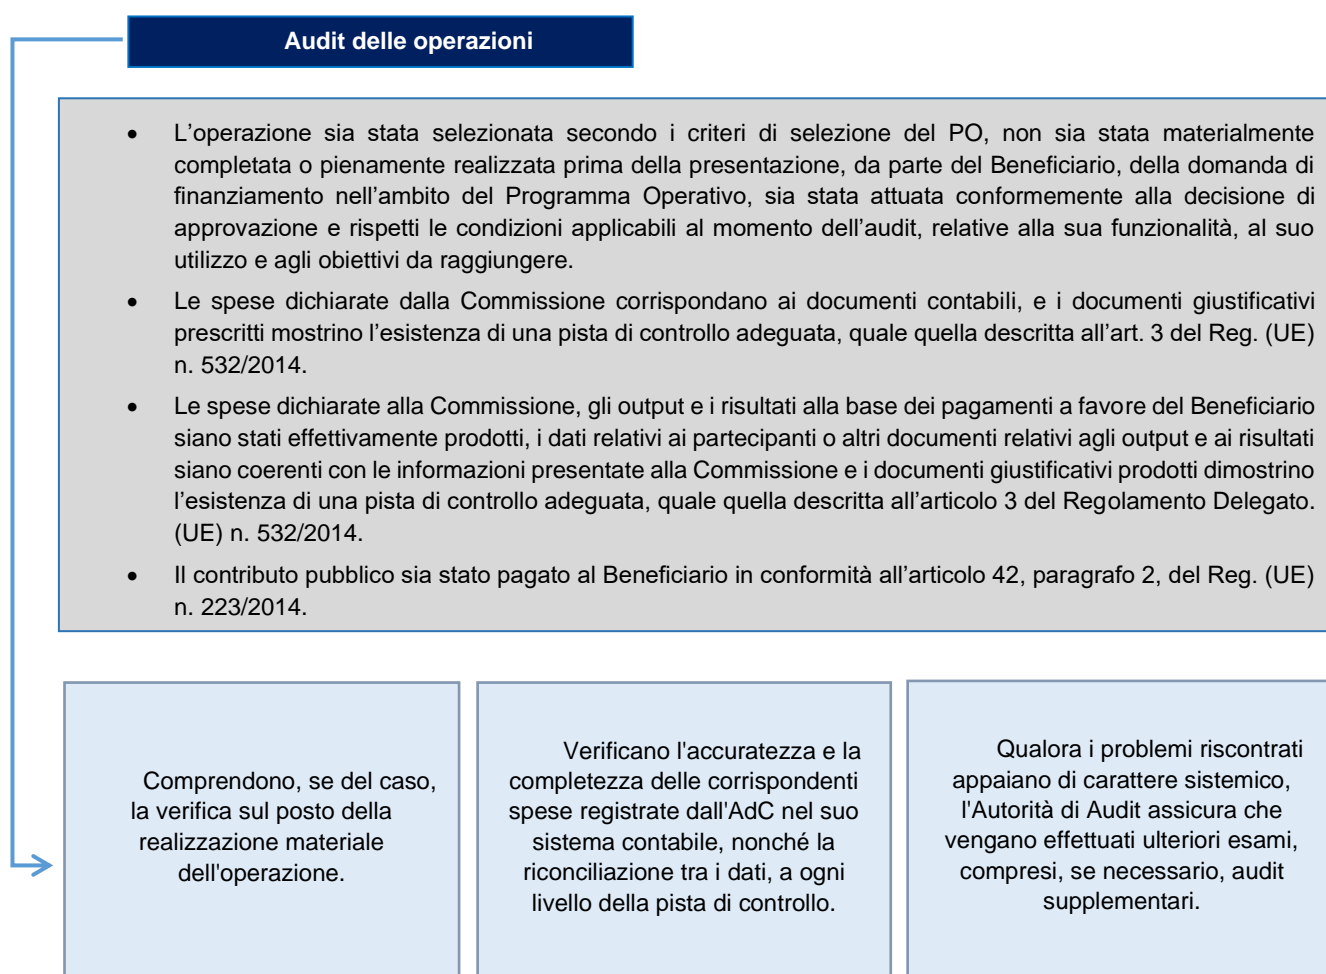 Audit delle operazioni
• L’operazione sia stata selezionata secondo i criteri di selezione del PO, non sia stata materialmente
completata o pienamente realizzata prima della presentazione, da parte del Beneficiario, della domanda di
finanziamento nell’ambito del Programma Operativo, sia stata attuata conformemente alla decisione di
approvazione e rispetti le condizioni applicabili al momento dell’audit, relative alla sua funzionalità, al suo
utilizzo e agli obiettivi da raggiungere.
• Le spese dichiarate dalla Commissione corrispondano ai documenti contabili, e i documenti giustificativi
prescritti mostrino l’esistenza di una pista di controllo adeguata, quale quella descritta all’art. 3 del Reg. (UE)
n. 532/2014.
• Le spese dichiarate alla Commissione, gli output e i risultati alla base dei pagamenti a favore del Beneficiario
siano stati effettivamente prodotti, i dati relativi ai partecipanti o altri documenti relativi agli output e ai risultati
siano coerenti con le informazioni presentate alla Commissione e i documenti giustificativi prodotti dimostrino
l’esistenza di una pista di controllo adeguata, quale quella descritta all’articolo 3 del Regolamento Delegato.
(UE) n. 532/2014.
• Il contributo pubblico sia stato pagato al Beneficiario in conformità all’articolo 42, paragrafo 2, del Reg. (UE)
n. 223/2014.
Comprendono, se del caso,
la verifica sul posto della
realizzazione materiale
dell'operazione.
Verificano l'accuratezza e la
completezza delle corrispondenti
spese registrate dall'AdC nel suo
sistema contabile, nonché la
riconciliazione tra i dati, a ogni
livello della pista di controllo.
Qualora i problemi riscontrati
appaiano di carattere sistemico,
l'Autorità di Audit assicura che
vengano effettuati ulteriori esami,
compresi, se necessario, audit
supplementari.